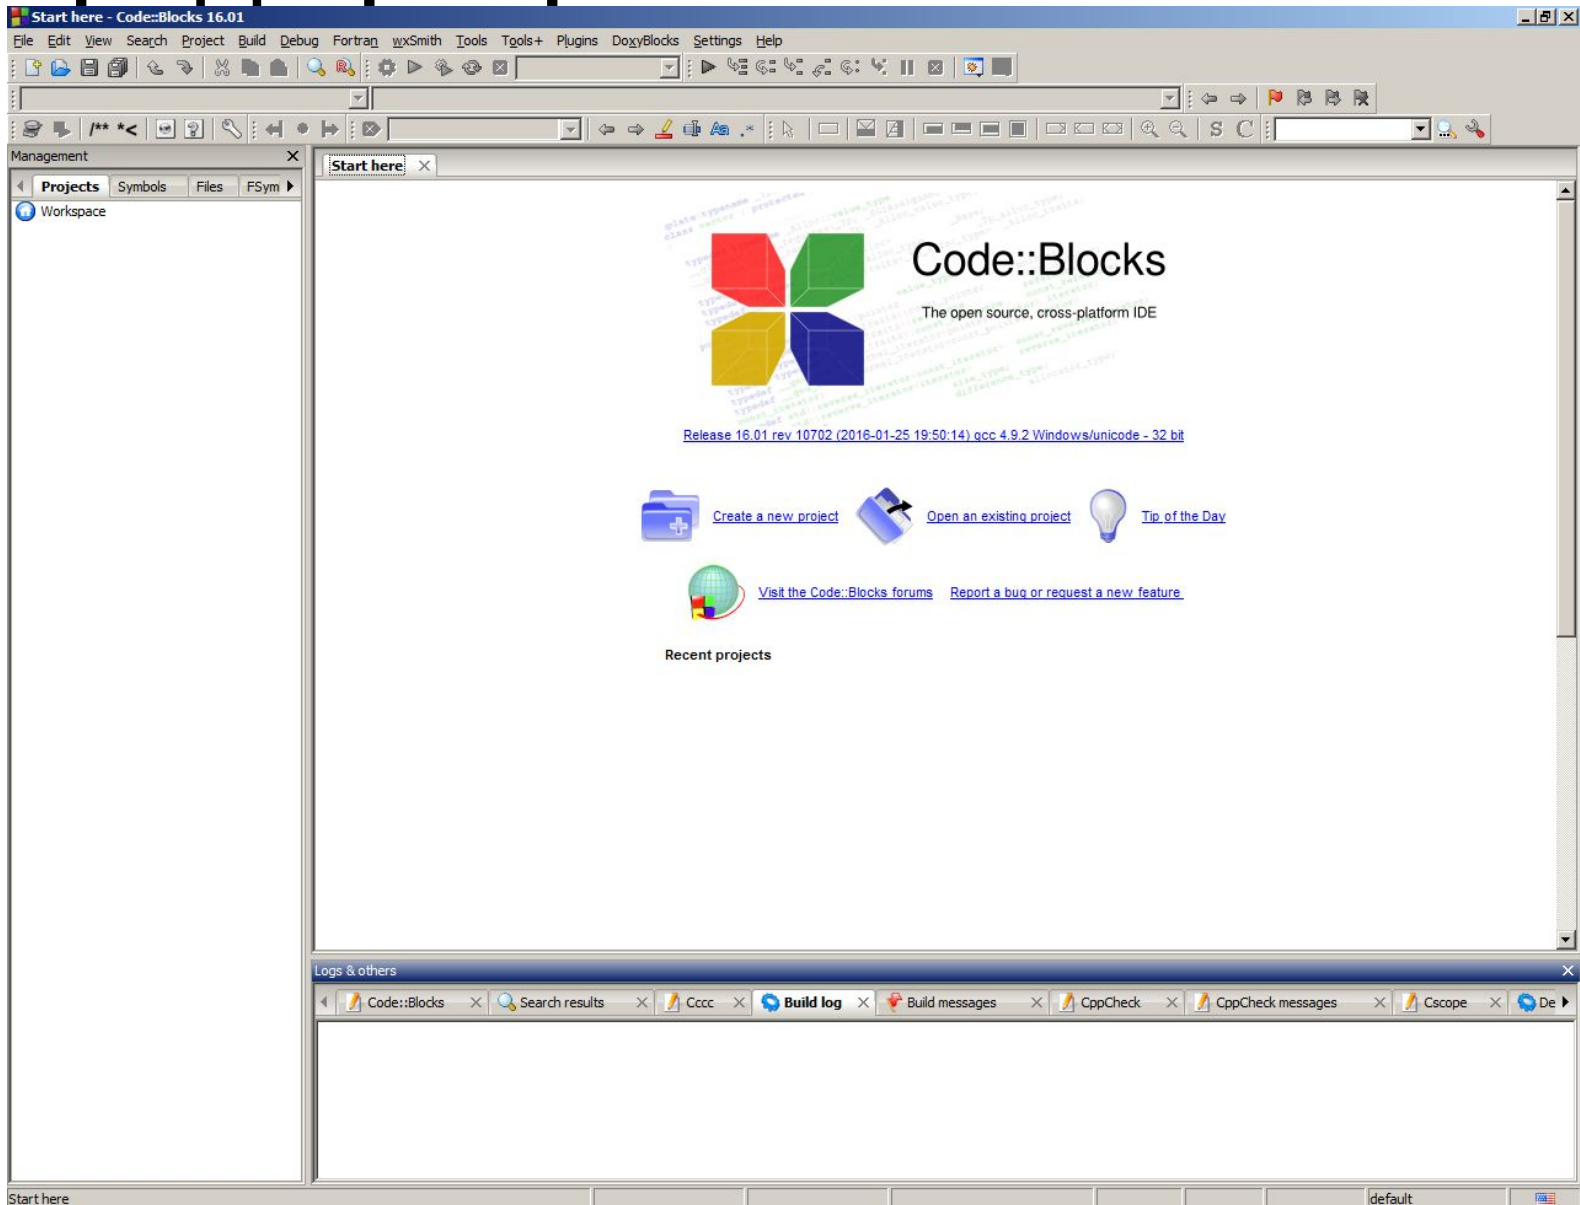 Start here - Code::Blocks 16.01
File Edit View Search Project Build Debug Fortran wxSmith Tools Tools+ Plugins DoxyBlocks Settings Help
/** *<
S C
Management
Projects Symbols Files FSym
Workspace
Start here
Code::Blocks
The open source, cross-platform IDE
Release 16.01 rev 10702 (2016-01-25 19:50:14) gcc 4.9.2 Windows/unicode - 32 bit
Create a new project Open an existing project Tip of the Day
Visit the Code::Blocks forums Report a bug or request a new feature
Recent projects
Logs & others
Code::Blocks Search results Cccc Build log Build messages CppCheck CppCheck messages Cscope De
Start here default